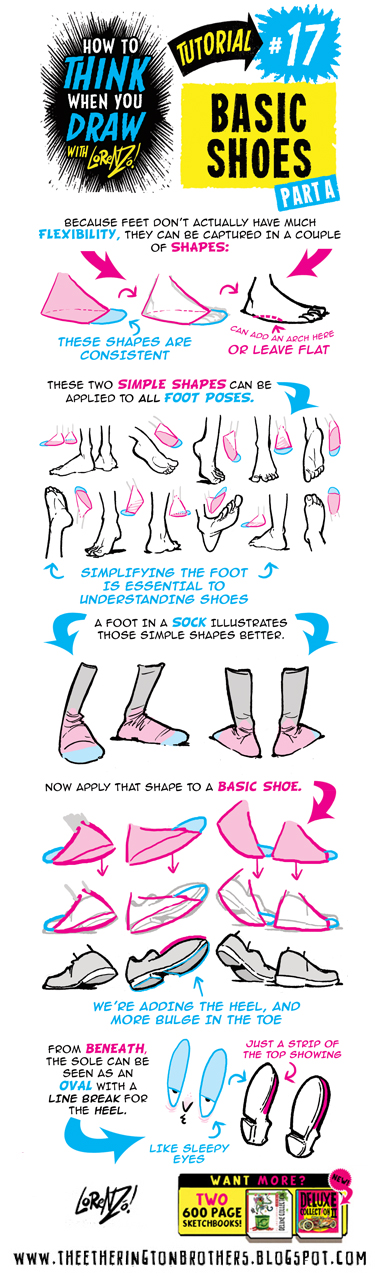 HOW TO
THINK
WHEN YOU
DRAW
WITH LORENZO!
TUTORIAL
#17
BASIC
SHOES
PART A
BECAUSE FEET DON'T ACTUALLY HAVE MUCH
FLEXIBILITY, THEY CAN BE CAPTURED IN A COUPLE
OF SHAPES:
THESE SHAPES ARE
CONSISTENT
CAN ADD AN ARCH HERE
OR LEAVE FLAT
THESE TWO SIMPLE SHAPES CAN BE
APPLIED TO ALL FOOT POSES.
SIMPLIFYING THE FOOT
IS ESSENTIAL TO
UNDERSTANDING SHOES
A FOOT IN A SOCK ILLUSTRATES
THOSE SIMPLE SHAPES BETTER.
NOW APPLY THAT SHAPE TO A BASIC SHOE.
WE'RE ADDING THE HEEL, AND
MORE BULGE IN THE TOE
FROM BENEATH,
THE SOLE CAN BE
SEEN AS AN
OVAL WITH A
LINE BREAK FOR
THE HEEL.
JUST A STRIP OF
THE TOP SHOWING
LIKE SLEEPY
EYES
LORENZO!
WANT MORE?
NEW!
TWO
600 PAGE
SKETCHBOOKS!
DELUXE COLLECTION
DELUXE
COLLECTION II
WWW.THEETHERINGTONBROTHERS.BLOGSPOT.COM